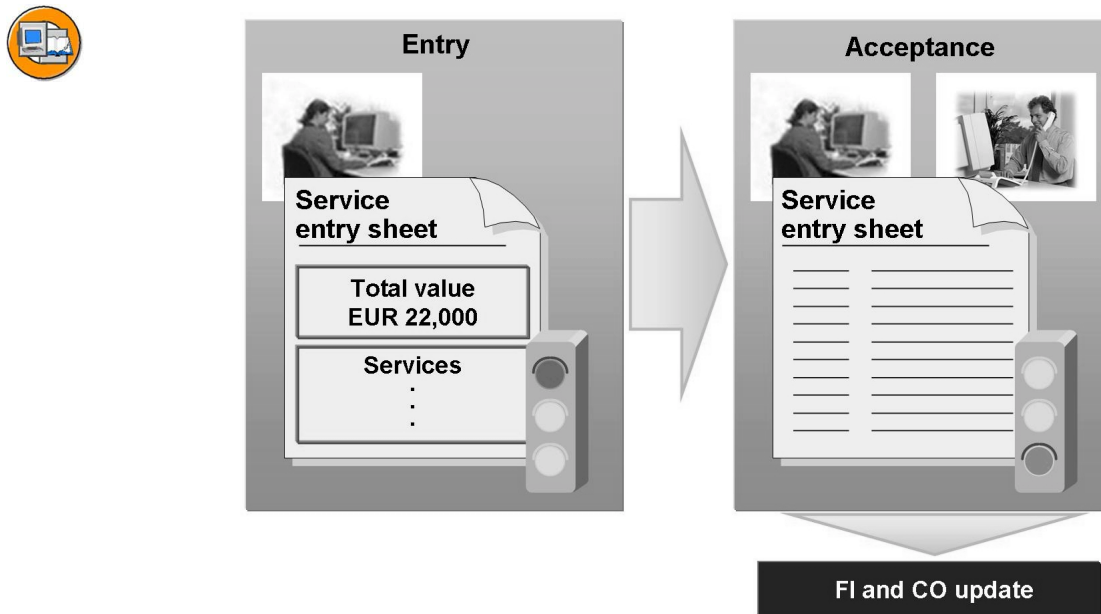 Entry
Service
entry sheet
Total value
EUR 22,000
Services
.
.
.
Acceptance
Service
entry sheet
FI and CO update